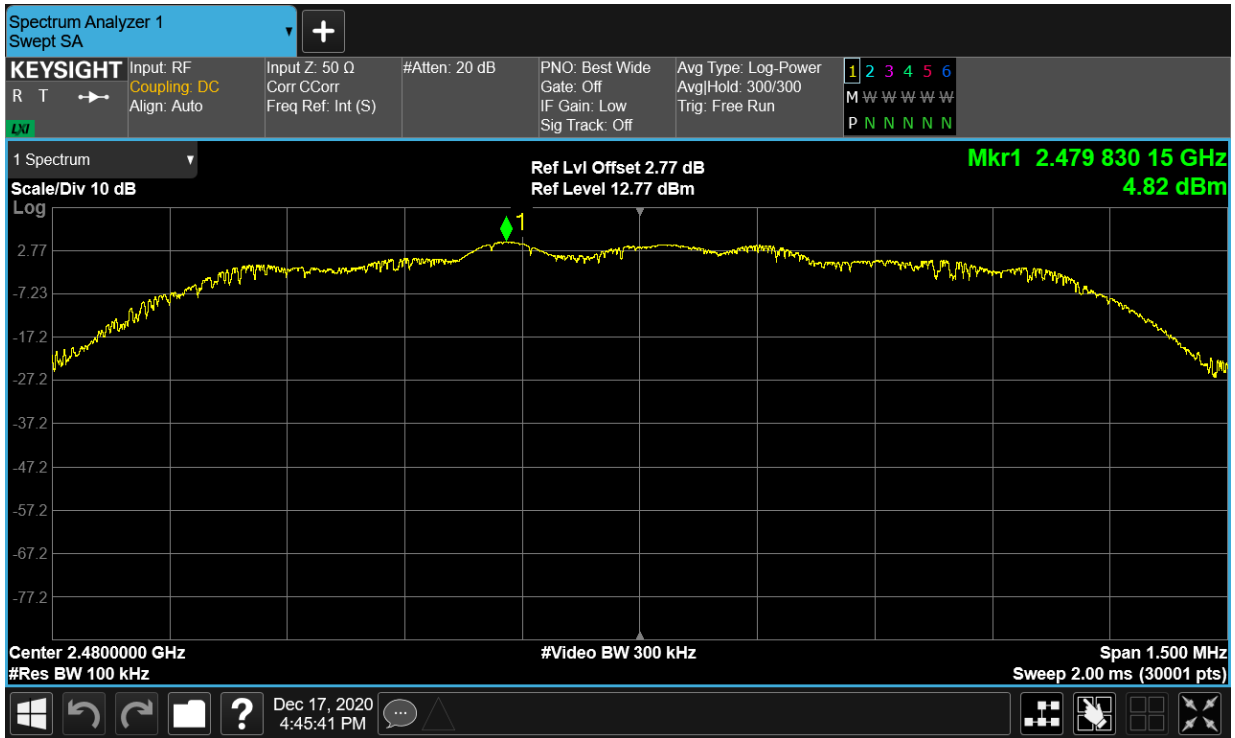 Spectrum Analyzer 1
Swept SA
KEYSIGHT
R T
LXI
Input: RF
Coupling: DC
Align: Auto
Input Z: 50 Ω
Corr CCorr
Freq Ref: Int (S)
#Atten: 20 dB
PNO: Best Wide
Gate: Off
IF Gain: Low
Sig Track: Off
Avg Type: Log-Power
Avg|Hold: 300/300
Trig: Free Run
1 2 3 4 5 6
M W W W W W
P N N N N N
1 Spectrum
Scale/Div 10 dB
Log
Ref Lvl Offset 2.77 dB
Ref Level 12.77 dBm
Mkr1 2.479 830 15 GHz
4.82 dBm
1
2.77
-7.23
-17.2
-27.2
-37.2
-47.2
-57.2
-67.2
-77.2
Center 2.4800000 GHz
#Res BW 100 kHz
#Video BW 300 kHz
Span 1.500 MHz
Sweep 2.00 ms (30001 pts)
?
Dec 17, 2020
4:45:41 PM